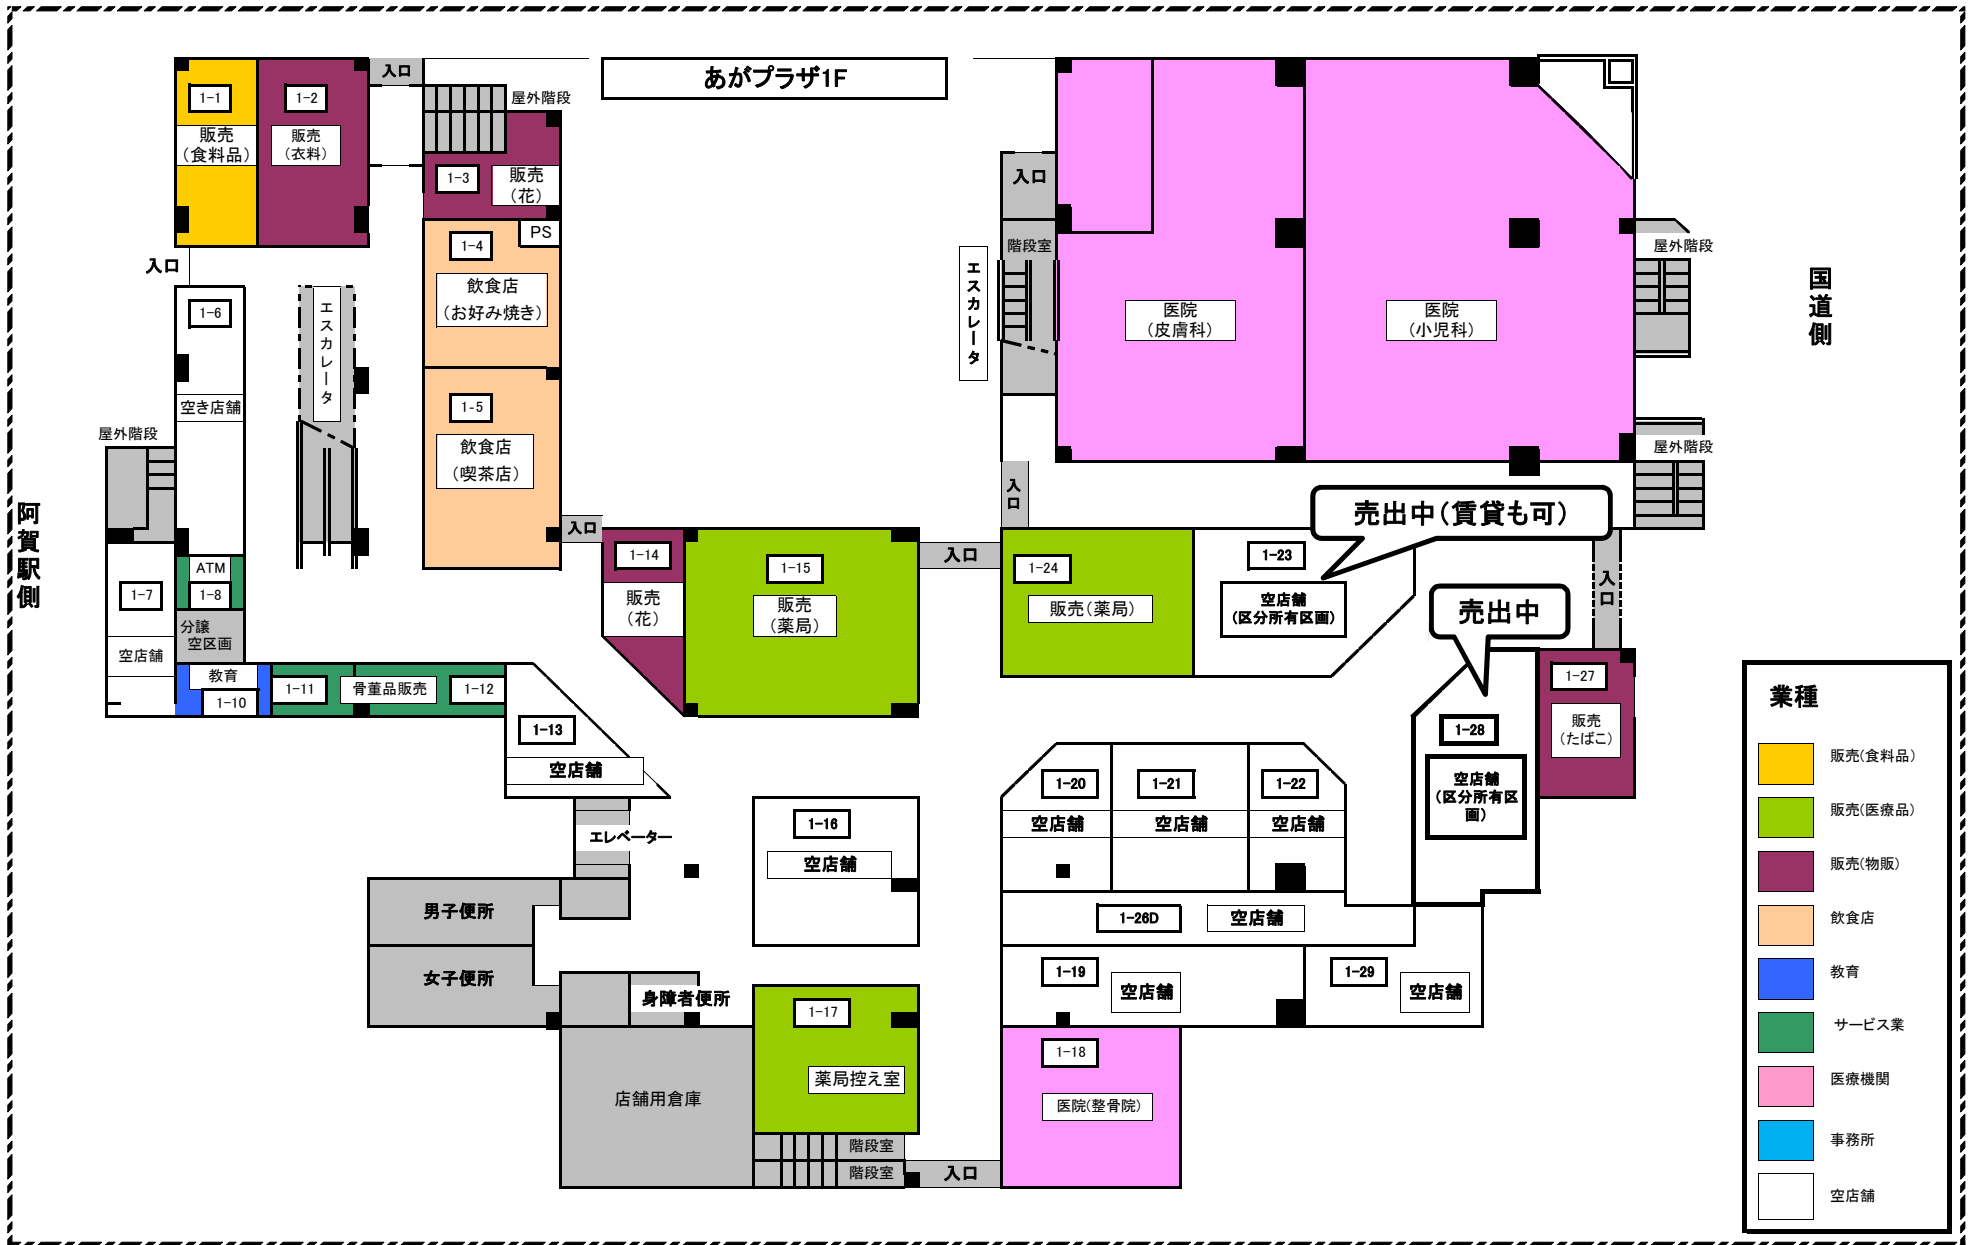 あがプラザ1F
入口
屋外階段
1-1
販売
(食料品)
1-2
販売
(衣料)
1-3
販売
(花)
PS
1-4
飲食店
(お好み焼き)
1-5
飲食店
(喫茶店)
入口
1-6
空き店舗
エスカレータ
屋外階段
阿賀駅側
1-7
空店舗
ATM
1-8
分譲
空区画
教育
1-10
1-11
骨董品販売
1-12
1-13
空店舗
入口
1-14
販売
(花)
1-15
販売
(薬局)
入口
入口
階段室
エスカレータ
医院
(皮膚科)
医院
(小児科)
屋外階段
国道側
屋外階段
入口
売出中(賃貸も可)
1-24
販売(薬局)
1-23
空店舗
(区分所有区画)
入口
売出中
1-28
空店舗
(区分所有区
画)
1-27
販売
(たばこ)
エレベーター
男子便所
女子便所
身障者便所
店舗用倉庫
1-16
空店舗
1-17
薬局控え室
階段室
階段室
入口
1-20
空店舗
1-21
空店舗
1-22
空店舗
1-26D
空店舗
1-19
空店舗
1-29
空店舗
1-18
医院(整骨院)
業種
販売(食料品)
販売(医療品)
販売(物販)
飲食店
教育
サービス業
医療機関
事務所
空店舗